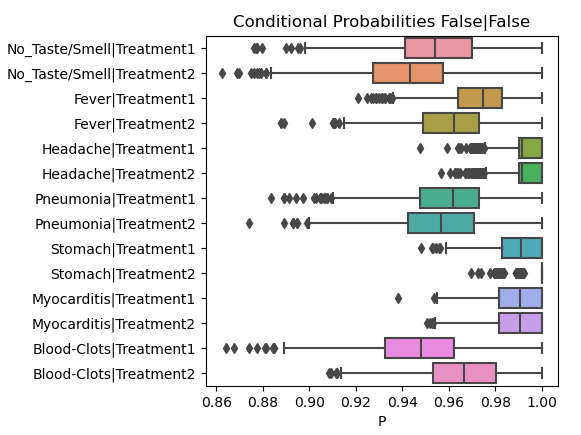 Conditional Probabilities False|False
No_Taste/Smell|Treatment1
No_Taste/Smell|Treatment2
Fever|Treatment1
Fever|Treatment2
Headache|Treatment1
Headache|Treatment2
Pneumonia|Treatment1
Pneumonia|Treatment2
Stomach|Treatment1
Stomach|Treatment2
Myocarditis|Treatment1
Myocarditis|Treatment2
Blood-Clots|Treatment1
Blood-Clots|Treatment2
0.86 0.88 0.90 0.92 0.94 0.96 0.98 1.00
P